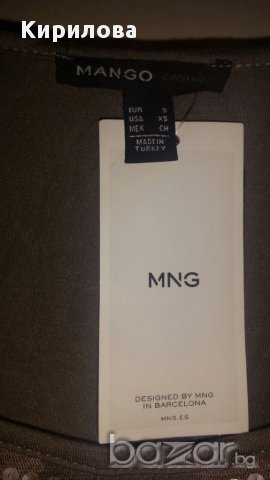 Кирилова
MANGO CASUAL
EUR S
USA XS
MEX CH
MADE IN
TURKEY
MNG
DESIGNED BY MNG
IN BARCELONA
MNG.ES
bazar.bg